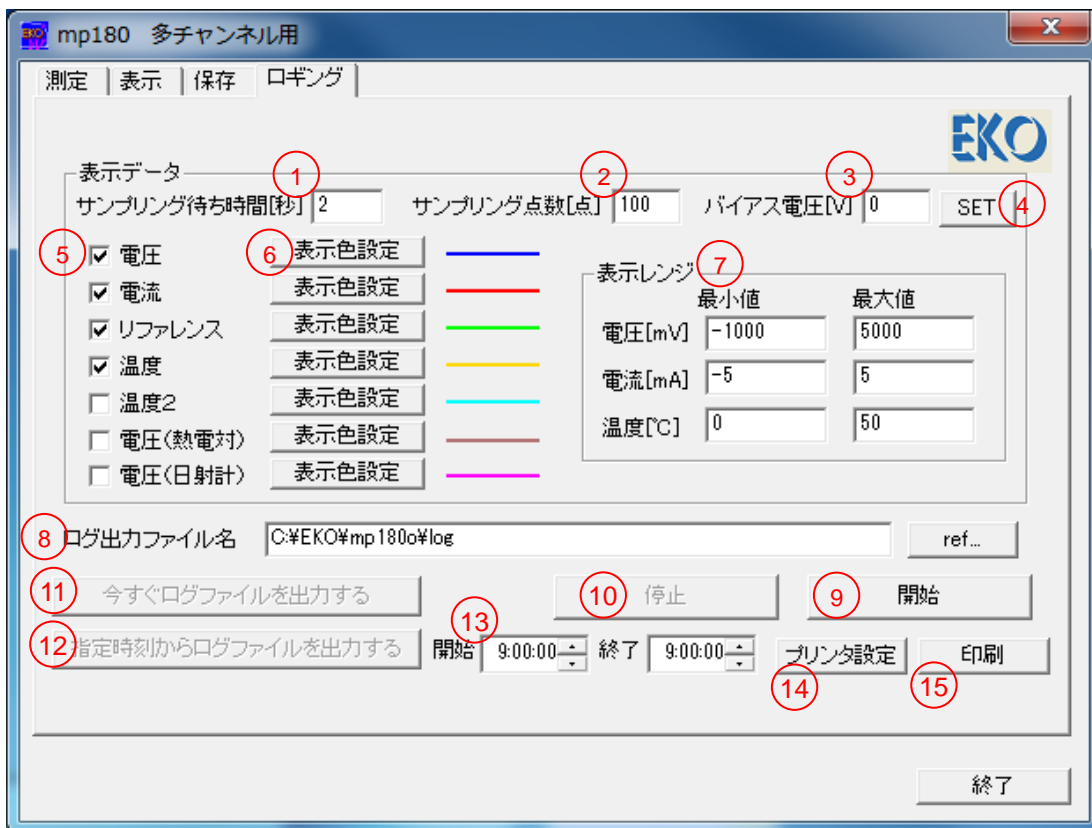 mp180 多チャンネル用
測定 表示 保存 ロギング
EKO
表示データ
1 2 3
サンプリング待ち時間[秒] 2 サンプリング点数[点] 100 バイアス電圧[V] 0 SET 4
5 電圧 6 表示色設定
電流 表示色設定
リファレンス 表示色設定
温度 表示色設定
温度2 表示色設定
電圧(熱電対) 表示色設定
電圧(日射計) 表示色設定
表示レンジ 7
最小値 最大値
電圧[mV] -1000 5000
電流[mA] -5 5
温度[℃] 0 50
8 ログ出力ファイル名 C:¥EKO¥mp180o¥log ref...
11 今すぐログファイルを出力する 10 停止 9 開始
12 指定時刻からログファイルを出力する 13 開始 9:00:00 終了 9:00:00 プリンタ設定 印刷
14 15
終了